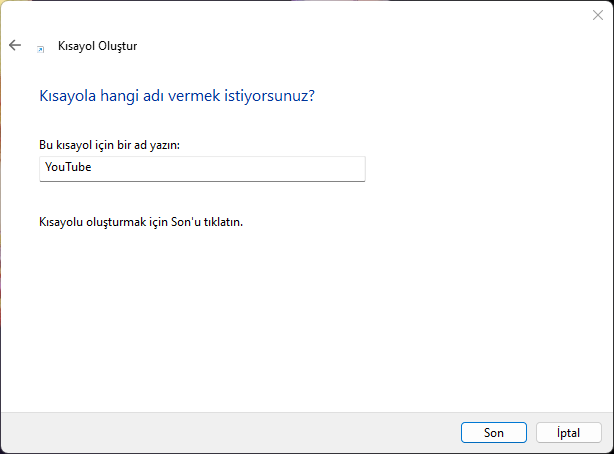 Kısayol Oluştur
Kısayola hangi adı vermek istiyorsunuz?
Bu kısayol için bir ad yazın:
YouTube
Kısayolu oluşturmak için Son'u tıklatın.
Son
İptal